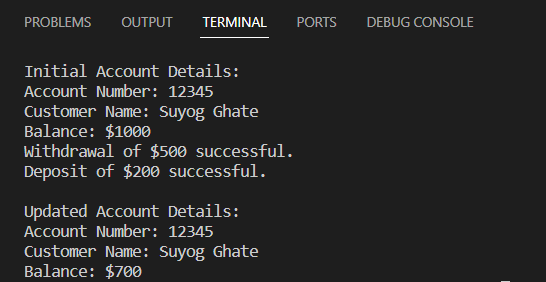 PROBLEMS OUTPUT TERMINAL PORTS DEBUG CONSOLE
Initial Account Details:
Account Number: 12345
Customer Name: Suyog Ghate
Balance: $1000
Withdrawal of $500 successful.
Deposit of $200 successful.
Updated Account Details:
Account Number: 12345
Customer Name: Suyog Ghate
Balance: $700